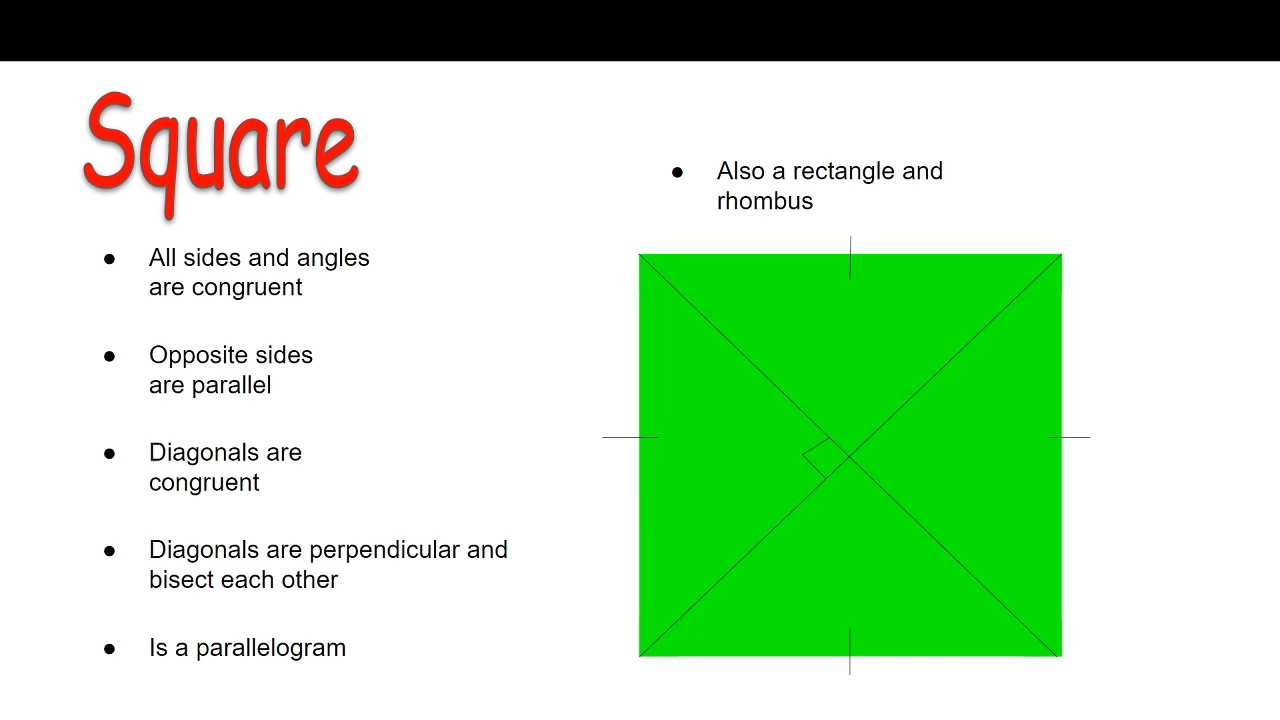 Square
● All sides and angles
are congruent
● Opposite sides
are parallel
● Diagonals are
congruent
● Diagonals are perpendicular and
bisect each other
● Is a parallelogram
● Also a rectangle and
rhombus